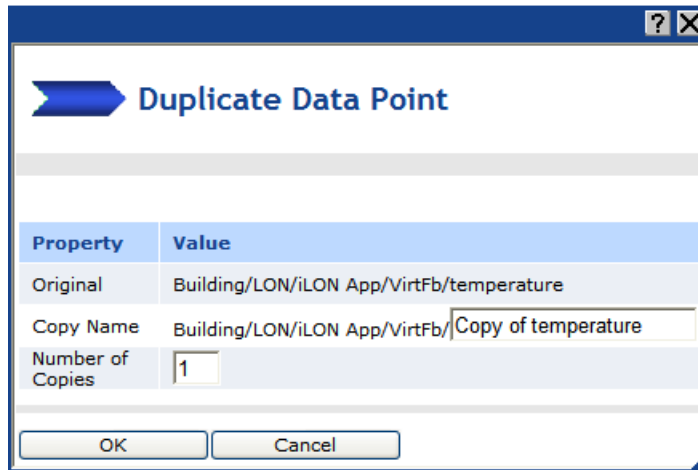 ?
Duplicate Data Point
Property Value
Original Building/LON/iLON App/VirtFb/temperature
Copy Name Building/LON/iLON App/VirtFb/Copy of temperature
Number of
Copies 1
OK Cancel